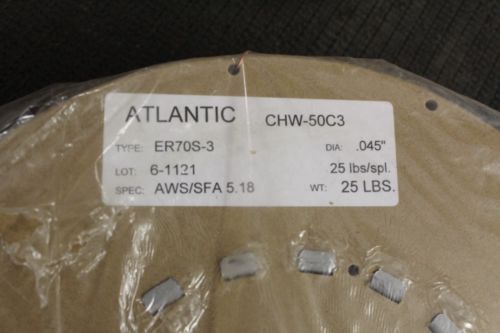 ATLANTIC CHW-50C3
TYPE: ER70S-3 DIA: .045"
LOT: 6-1121 25 lbs/spl.
SPEC: AWS/SFA 5.18 WT: 25 LBS.